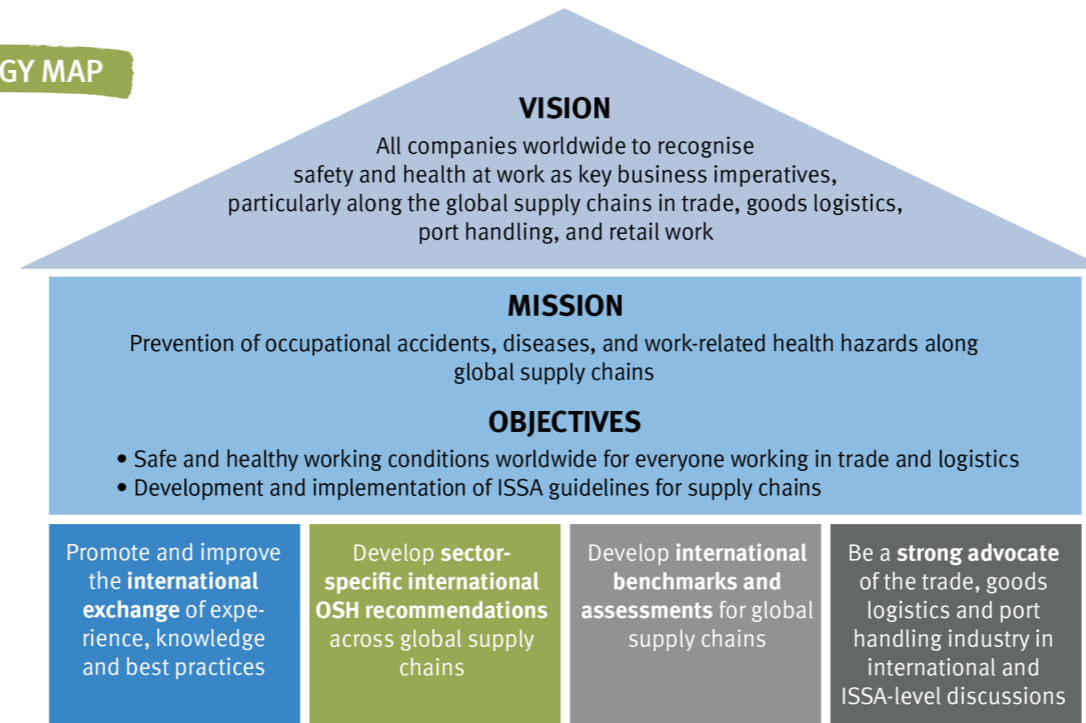 GY MAP
VISION
All companies worldwide to recognise
safety and health at work as key business imperatives,
particularly along the global supply chains in trade, goods logistics,
port handling, and retail work
MISSION
Prevention of occupational accidents, diseases, and work-related health hazards along
global supply chains
OBJECTIVES
• Safe and healthy working conditions worldwide for everyone working in trade and logistics
• Development and implementation of ISSA guidelines for supply chains
Promote and improve
the international
exchange of expe-
rience, knowledge
and best practices
Develop sector-
specific international
OSH recommendations
across global supply
chains
Develop international
benchmarks and
assessments for global
supply chains
Be a strong advocate
of the trade, goods
logistics and port
handling industry in
international and
ISSA-level discussions